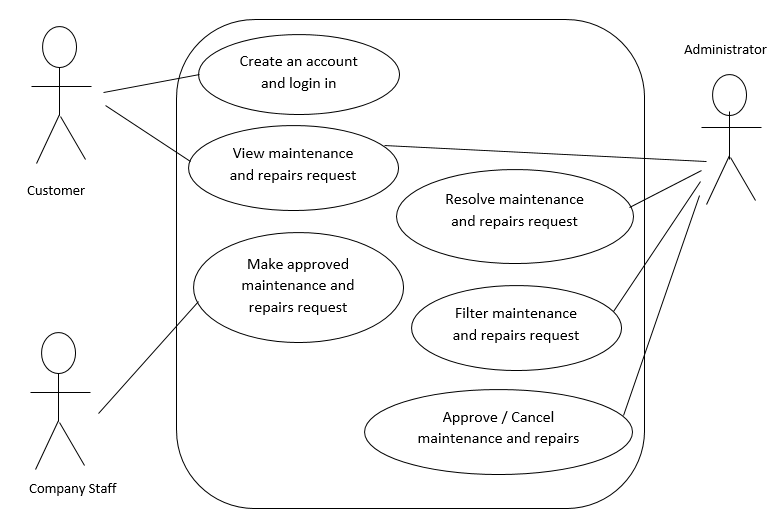 Administrator
Create an account
and login in
View maintenance
and repairs request
Customer
Resolve maintenance
and repairs request
Make approved
maintenance and
repairs request
Filter maintenance
and repairs request
Approve / Cancel
maintenance and repairs
Company Staff